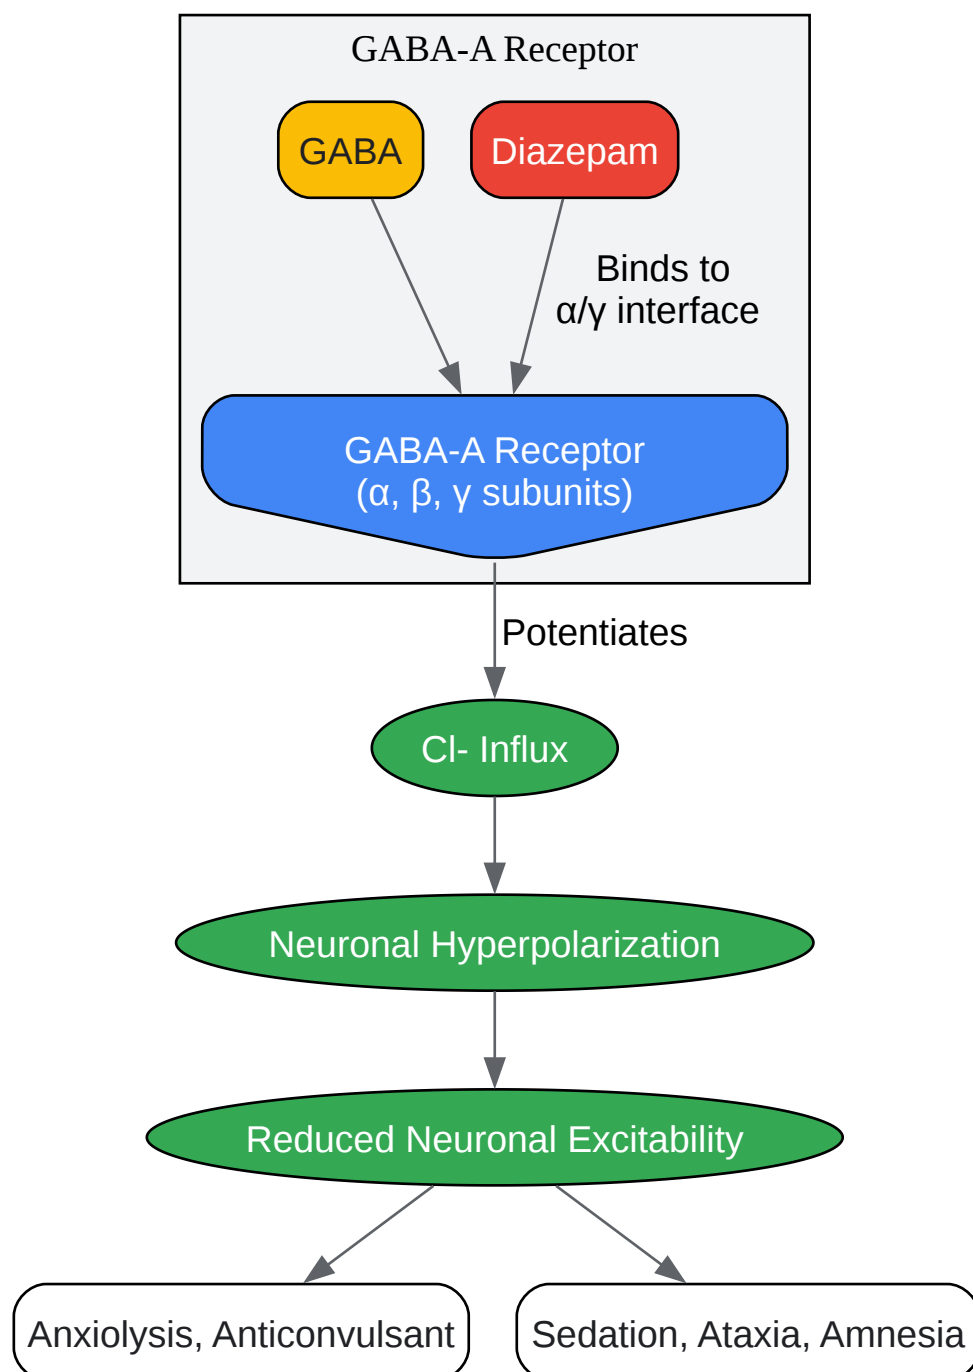 GABA-A Receptor
GABA
Diazepam
Binds to
α/γ interface
GABA-A Receptor
(α, β, γ subunits)
Potentiates
Cl- Influx
Neuronal Hyperpolarization
Reduced Neuronal Excitability
Anxiolysis, Anticonvulsant
Sedation, Ataxia, Amnesia